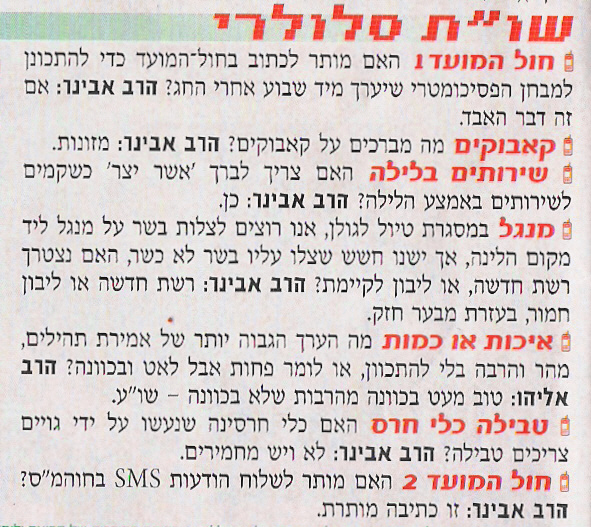 שו״ת סלולרי
חול המועד 1 האם מותר לכתוב בחול־המועד כדי להתכונן
למבחן הפסיכומטרי שיערך מיד שבוע אחרי החג? הרב אבינר: אם
זה דבר האבד.
קאבוקים מה מברכים על קאבוקים? הרב אבינר: מזונות.
שירותים בלילה האם צריך לברך 'אשר יצר' כשקמים
לשירותים באמצע הלילה? הרב אבינר: כן.
מנגל במסגרת טיול לגולן, אנו רוצים לצלות בשר על מנגל ליד
מקום הלינה, אך ישנו חשש שצלו עליו בשר לא כשר, האם נצטרך
רשת חדשה, או ליבון לקיימת? הרב אבינר: רשת חדשה או ליבון
חמור, בעזרת מבער חזק.
איכות או כמות מה הערך הגבוה יותר של אמירת תהילים,
מהר והרבה בלי להתכוון, או לומר פחות אבל לאט ובכוונה? הרב
אליהו: טוב מעט בכוונה מהרבות שלא בכוונה – שו״ע.
טבילה כלי חרס האם כלי חרסינה שנעשו על ידי גויים
צריכים טבילה? הרב אבינר: לא ויש מחמירים.
חול המועד 2 האם מותר לשלוח הודעות SMS בחוהמ״ס?
הרב אבינר: זו כתיבה מותרת.